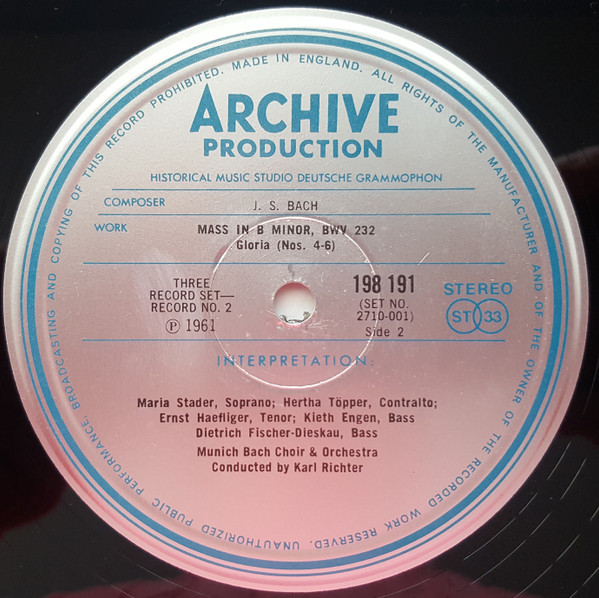 ALL RIGHTS OF THE MANUFACTURER AND OF THE OWNER OF THE RECORDED WORK RESERVED. UNAUTHORIZED PUBLIC PERFORMANCE, BROADCASTING AND COPYING OF THIS RECORD PROHIBITED. MADE IN ENGLAND.
ARCHIVE
PRODUCTION
HISTORICAL MUSIC STUDIO DEUTSCHE GRAMMOPHON
COMPOSER J. S. BACH
WORK MASS IN B MINOR, BWV 232
Gloria (Nos. 4-6)
THREE
RECORD SET—
RECORD NO. 2
℗ 1961
198 191
(SET NO.
2710-001)
Side 2
STEREO
ST 33
INTERPRETATION:
Maria Stader, Soprano; Hertha Töpper, Contralto;
Ernst Haefliger, Tenor; Kieth Engen, Bass
Dietrich Fischer-Dieskau, Bass
Munich Bach Choir & Orchestra
Conducted by Karl Richter